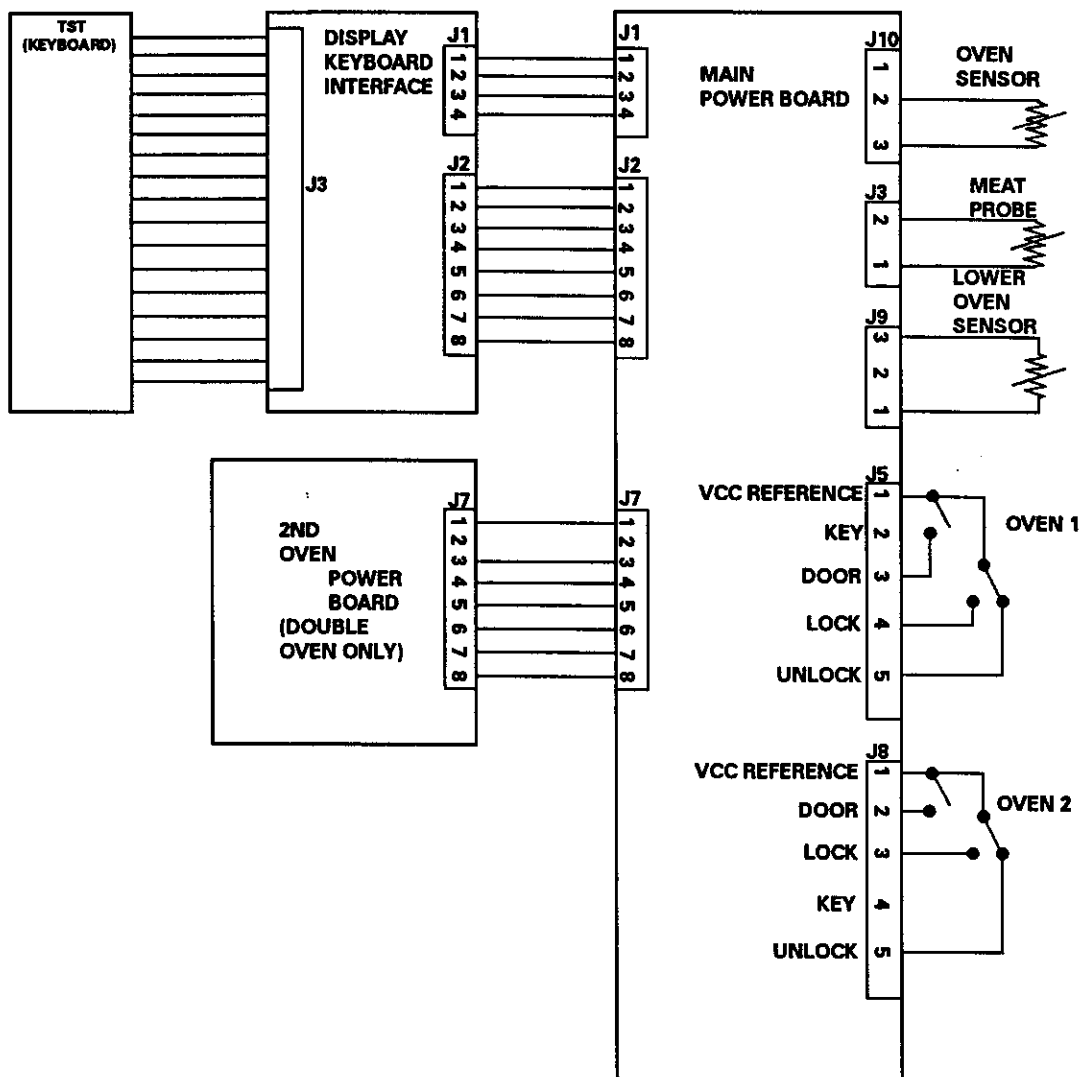 TST
(KEYBOARD)
J3
DISPLAY
KEYBOARD
INTERFACE
J1
1
2
3
4
J2
1
2
3
4
5
6
7
8
J1
1
2
3
4
J2
1
2
3
4
5
6
7
8
MAIN
POWER BOARD
J10
1
2
3
OVEN
SENSOR
J3
2
1
MEAT
PROBE
J9
3
2
1
LOWER
OVEN
SENSOR
2ND
OVEN
POWER
BOARD
(DOUBLE
OVEN ONLY)
J7
1
2
3
4
5
6
7
8
J7
1
2
3
4
5
6
7
8
J5
VCC REFERENCE 1
KEY 2
DOOR 3
LOCK 4
UNLOCK 5
OVEN 1
J8
VCC REFERENCE 1
DOOR 2
LOCK 3
KEY 4
UNLOCK 5
OVEN 2